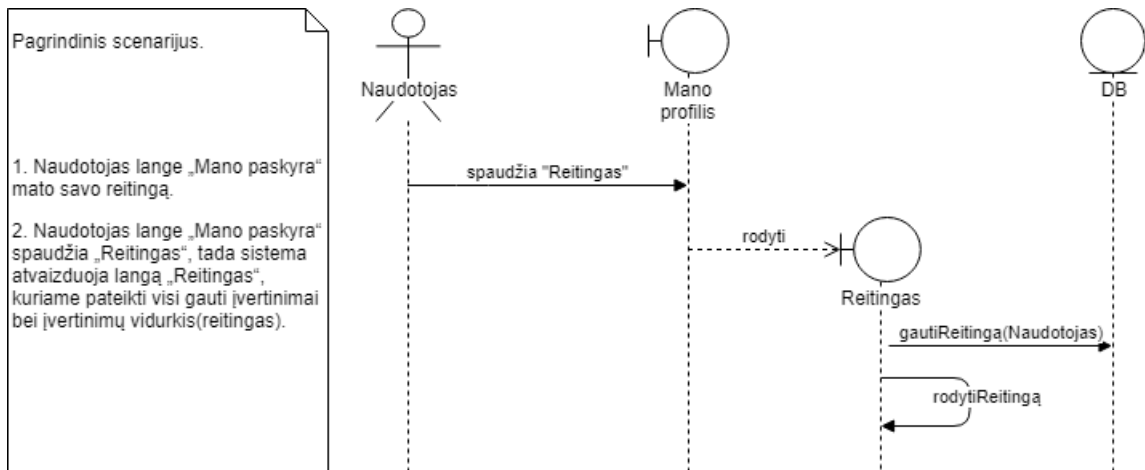 Pagrindinis scenarijus.
1. Naudotojas lange „Mano paskyra“
mato savo reitingą.
2. Naudotojas lange „Mano paskyra“
spaudžia „Reitingas“, tada sistema
atvaizduoja langą „Reitingas“,
kuriame pateikti visi gauti įvertinimai
bei įvertinimų vidurkis(reitingas).
Naudotojas
Mano
profilis
DB
spaudžia "Reitingas"
rodyti
Reitingas
gautiReitingą(Naudotojas)
rodytiReitingą